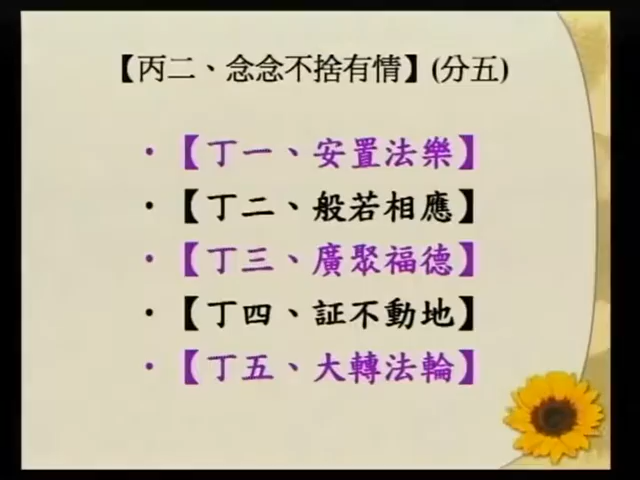 【丙二、念念不捨有情】(分五)
•【丁一、安置法樂】
•【丁二、般若相應】
•【丁三、廣聚福德】
•【丁四、証不動地】
•【丁五、大轉法輪】